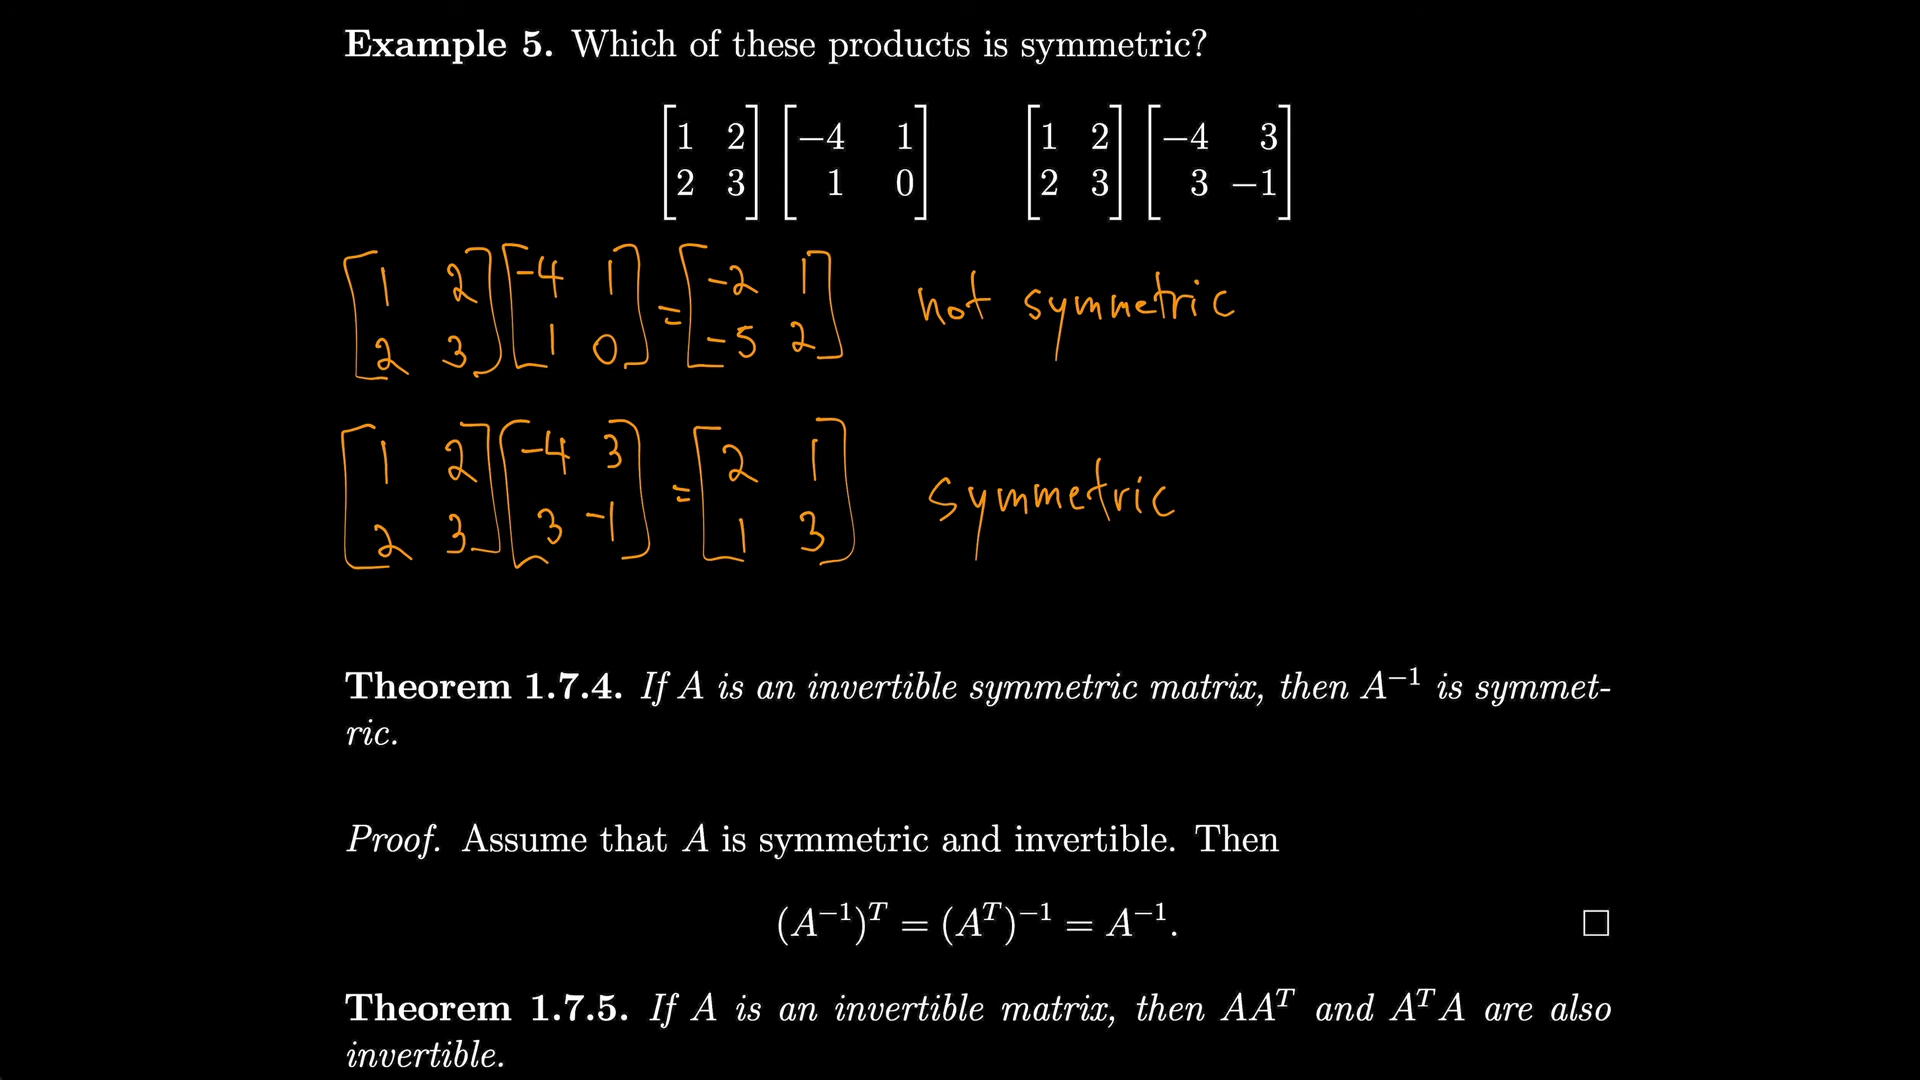 Example 5. Which of these products is symmetric?
[1 2; 2 3] [−4 1; 1 0]   [1 2; 2 3] [−4 3; 3 −1]
[1 2; 2 3] [-4 1; 1 0] = [-2 1; -5 2] not symmetric
[1 2; 2 3] [-4 3; 3 -1] = [2 1; 1 3] symmetric
Theorem 1.7.4. If A is an invertible symmetric matrix, then A⁻¹ is symmet-
ric.
Proof. Assume that A is symmetric and invertible. Then
(A⁻¹)ᵀ = (Aᵀ)⁻¹ = A⁻¹. □
Theorem 1.7.5. If A is an invertible matrix, then AAᵀ and AᵀA are also
invertible.